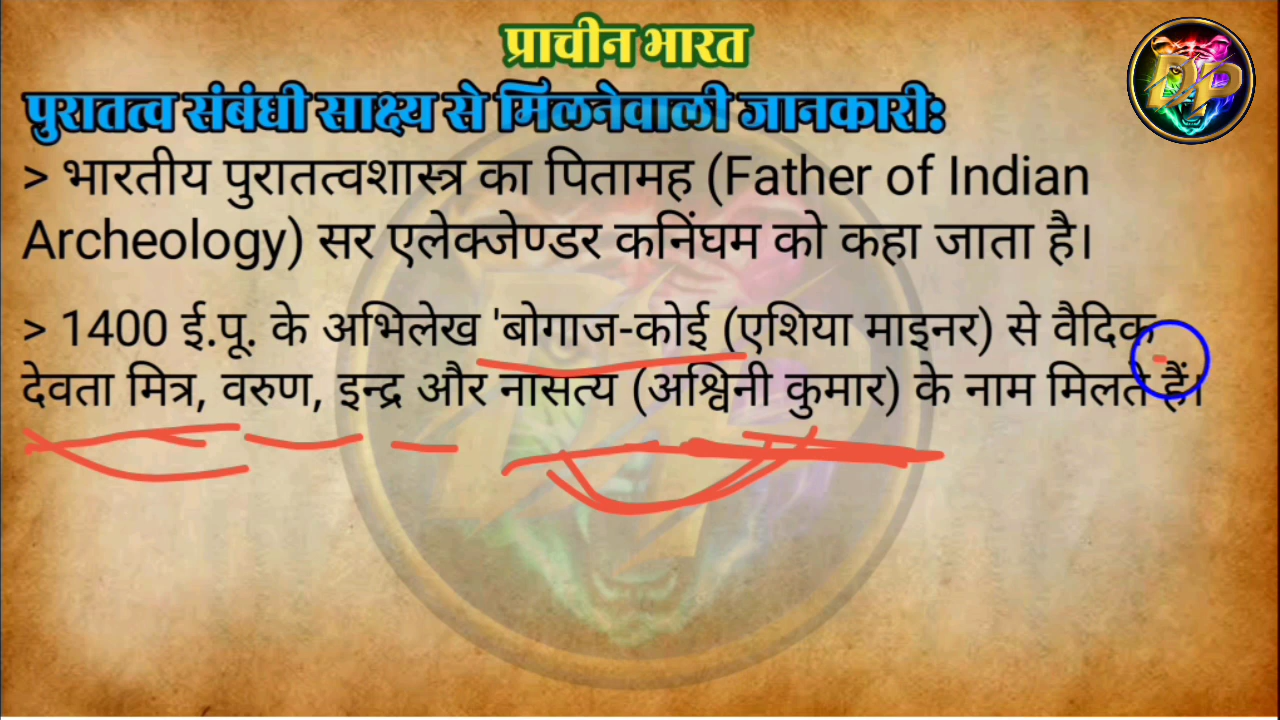 प्राचीन भारत
DP
पुरातत्व संबंधी साक्ष्य से मिलनेवाली जानकारी:
> भारतीय पुरातत्वशास्त्र का पितामह (Father of Indian
Archeology) सर एलेक्जेण्डर कनिंघम को कहा जाता है।
> 1400 ई.पू. के अभिलेख 'बोगाज-कोई (एशिया माइनर) से वैदिक
देवता मित्र, वरुण, इन्द्र और नासत्य (अश्विनी कुमार) के नाम मिलते हैं।